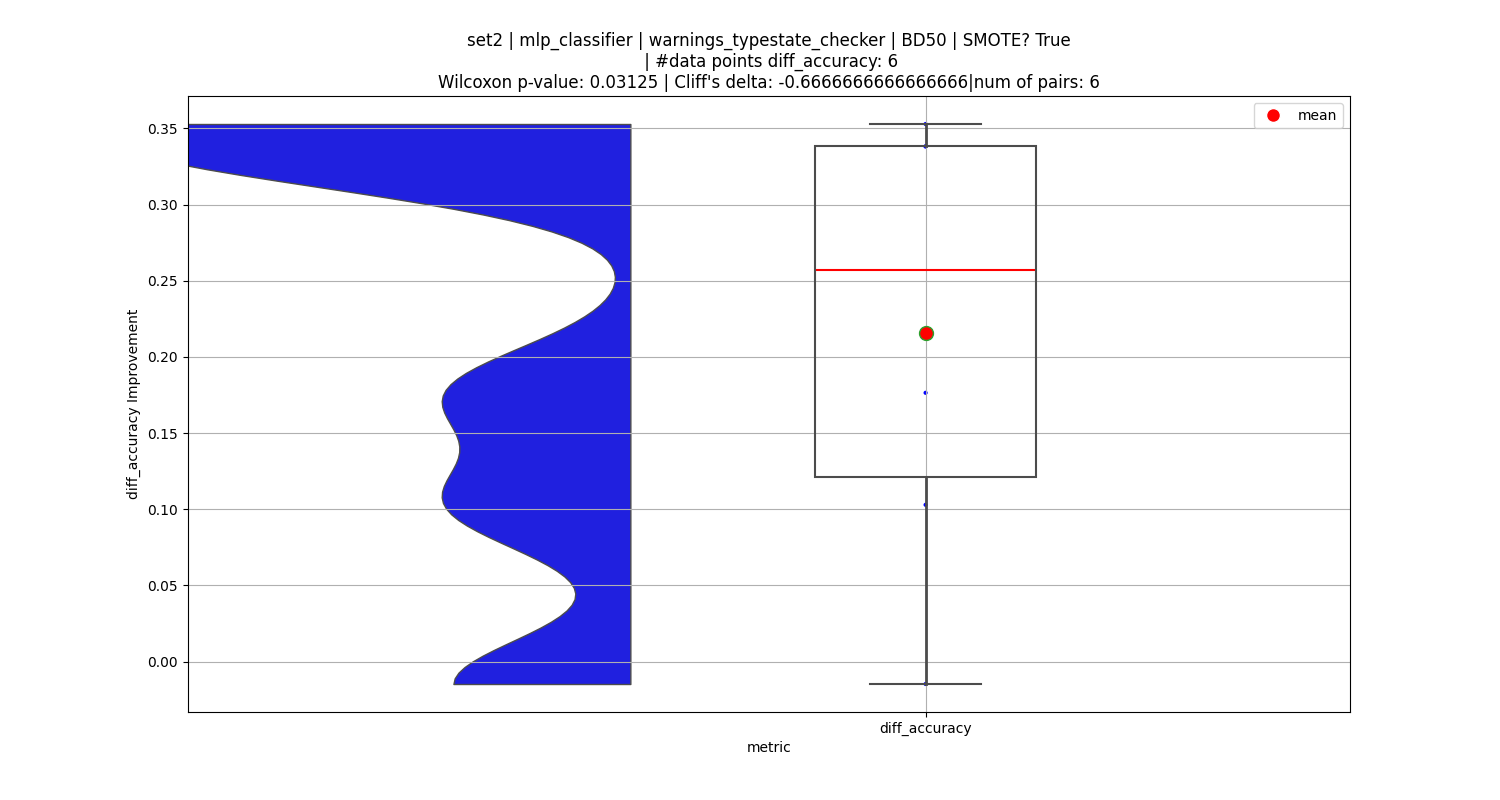 set2 | mlp_classifier | warnings_typestate_checker | BD50 | SMOTE? True
| #data points diff_accuracy: 6
Wilcoxon p-value: 0.03125 | Cliff's delta: -0.6666666666666666|num of pairs: 6
mean
0.35
0.30
0.25
0.20
0.15
0.10
0.05
0.00
diff_accuracy Improvement
diff_accuracy
metric